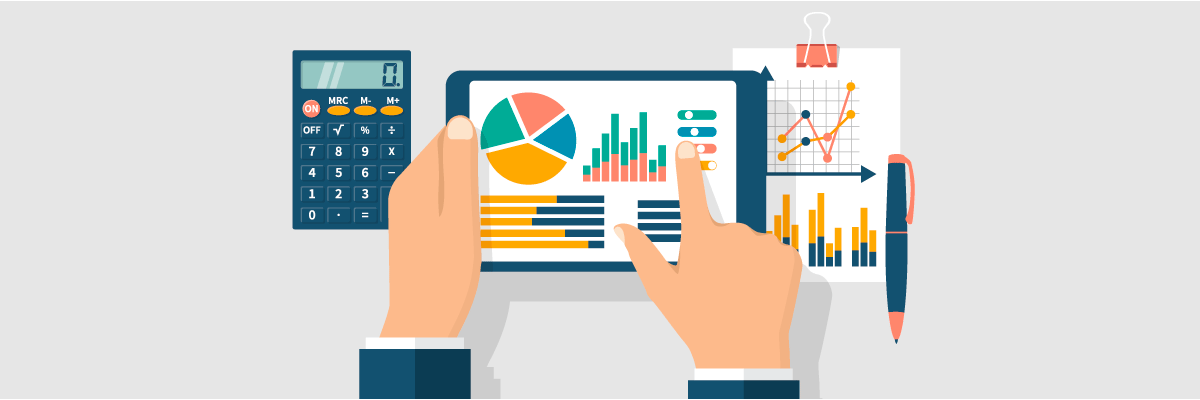 0.
MRC M- M+
ON
OFF √ % ÷
7 8 9 X
4 5 6 −
1 2 3
0 · =